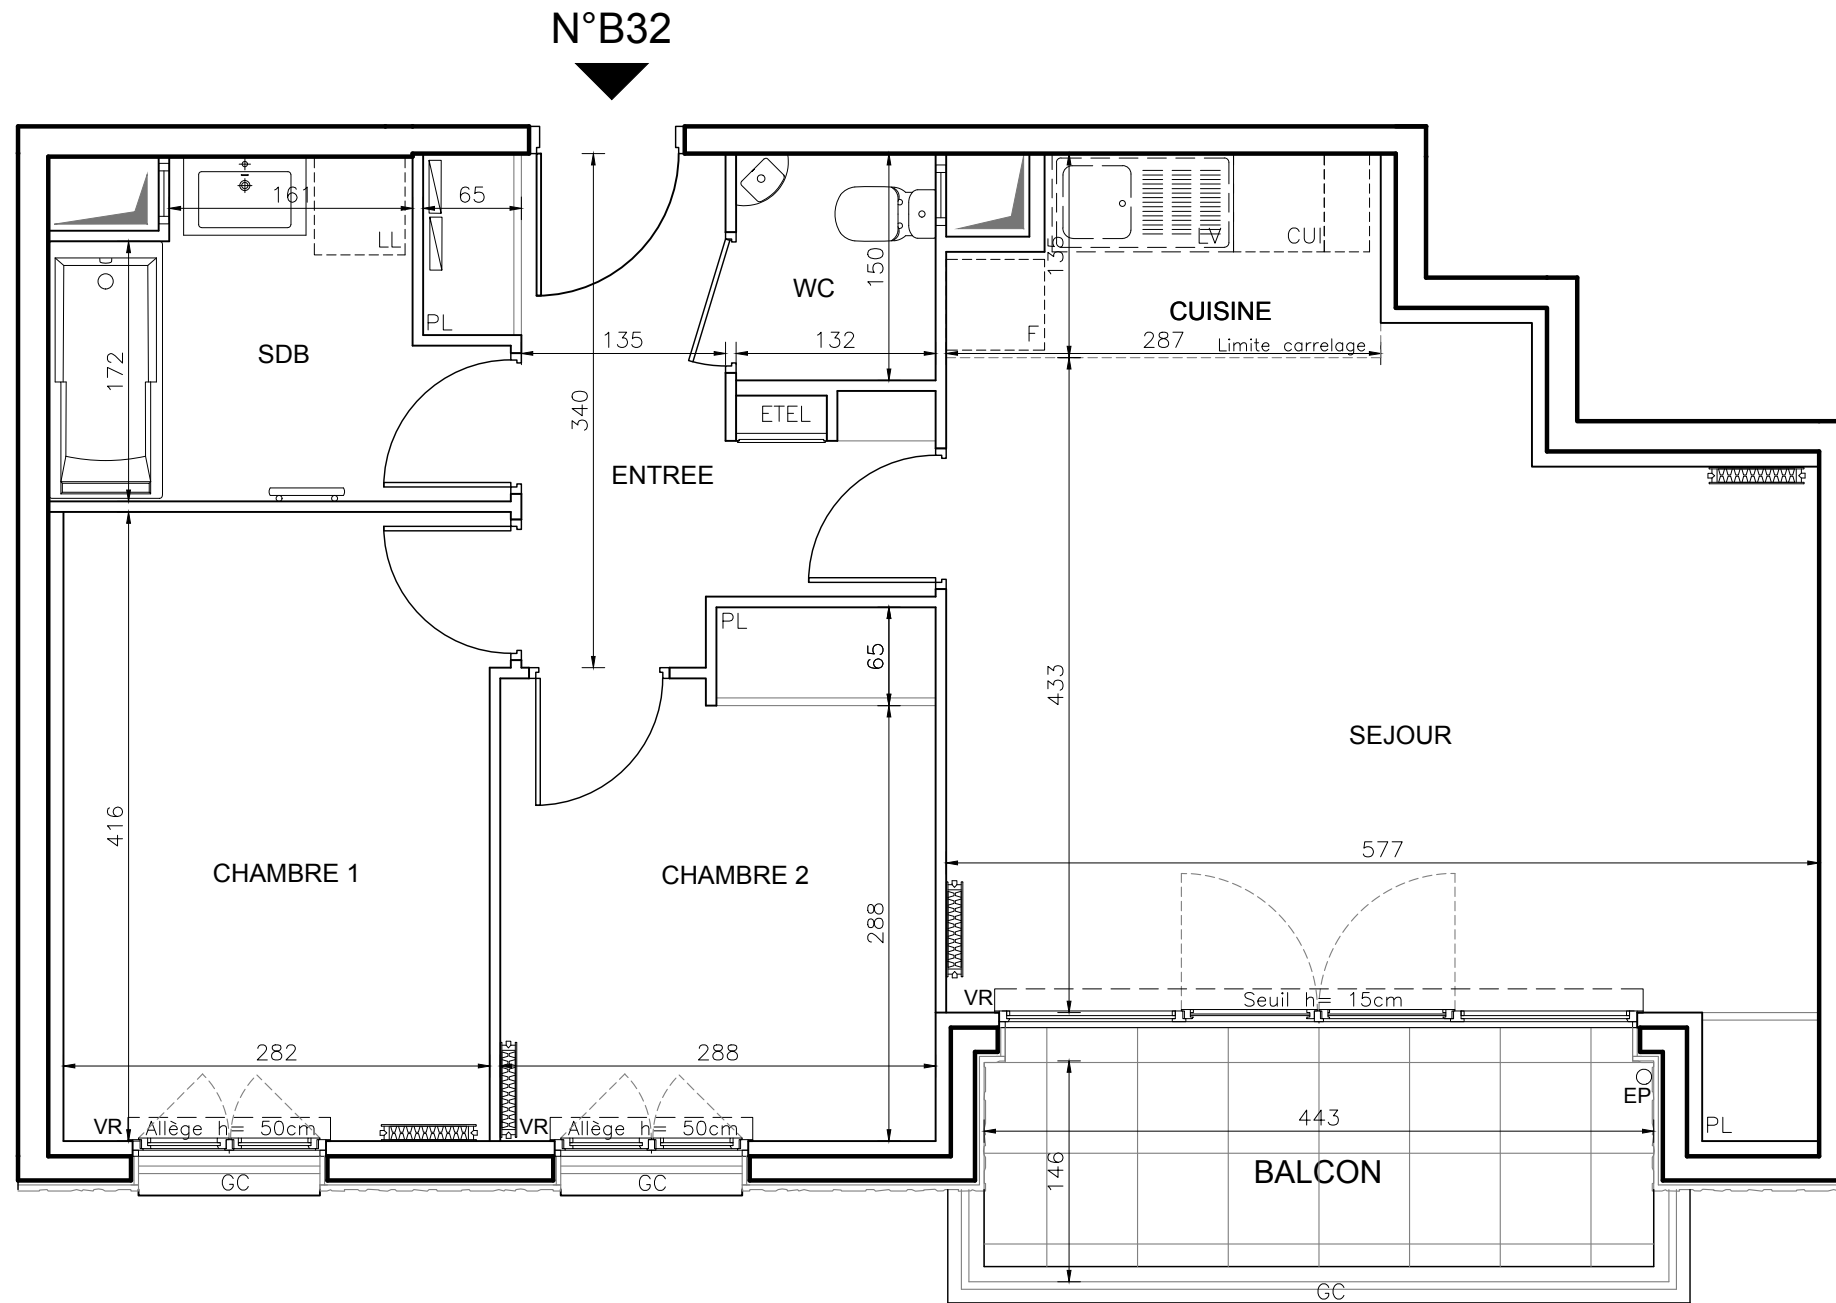 N°B32
161
65
LL
PL
172
SDB
135
340
WC
150
132
ETEL
ENTREE
135
LV
CUI
CUISINE
F
287
Limite carrelage
PL
65
433
SEJOUR
577
416
CHAMBRE 1
CHAMBRE 2
288
282
288
VR
Allège h= 50cm
VR
Allège h= 50cm
GC
GC
VR
Seuil h= 15cm
EP
443
146
BALCON
PL
GC